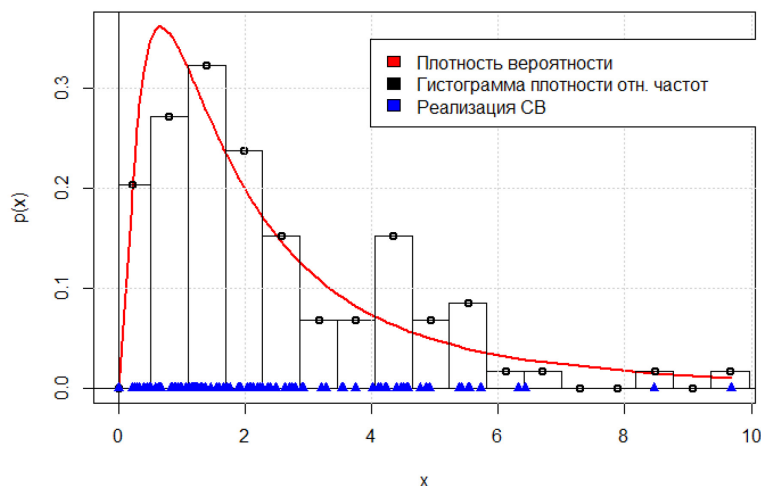 Плотность вероятности
Гистограмма плотности отн. частот
Реализация СВ
p(x)
0.3
0.2
0.1
0.0
0 2 4 6 8 10
x